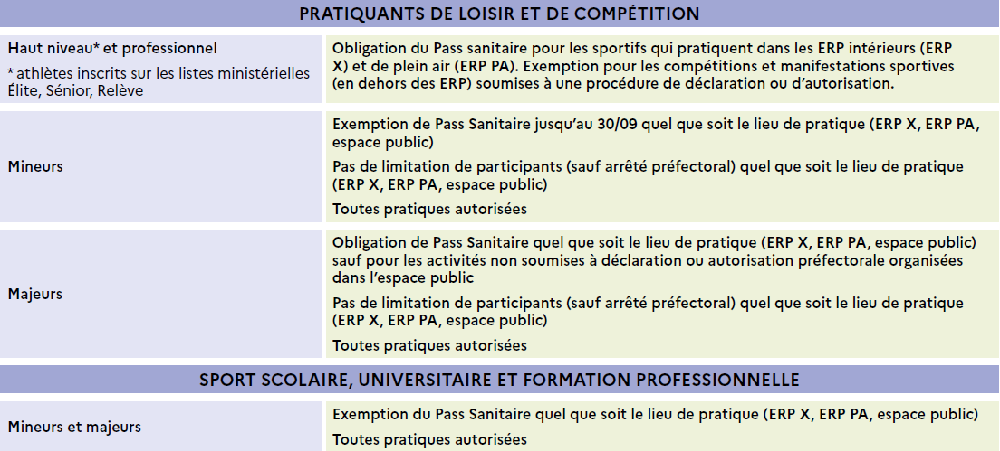 PRATIQUANTS DE LOISIR ET DE COMPÉTITION
Haut niveau* et professionnel
* athlètes inscrits sur les listes ministérielles
Élite, Sénior, Relève
Obligation du Pass sanitaire pour les sportifs qui pratiquent dans les ERP intérieurs (ERP
X) et de plein air (ERP PA). Exemption pour les compétitions et manifestations sportives
(en dehors des ERP) soumises à une procédure de déclaration ou d’autorisation.
Mineurs
Exemption de Pass Sanitaire jusqu’au 30/09 quel que soit le lieu de pratique (ERP X, ERP PA,
espace public)
Pas de limitation de participants (sauf arrêté préfectoral) quel que soit le lieu de pratique
(ERP X, ERP PA, espace public)
Toutes pratiques autorisées
Majeurs
Obligation de Pass Sanitaire quel que soit le lieu de pratique (ERP X, ERP PA, espace public)
sauf pour les activités non soumises à déclaration ou autorisation préfectorale organisées
dans l’espace public
Pas de limitation de participants (sauf arrêté préfectoral) quel que soit le lieu de pratique
(ERP X, ERP PA, espace public)
Toutes pratiques autorisées
SPORT SCOLAIRE, UNIVERSITAIRE ET FORMATION PROFESSIONNELLE
Mineurs et majeurs
Exemption du Pass Sanitaire quel que soit le lieu de pratique (ERP X, ERP PA, espace public)
Toutes pratiques autorisées